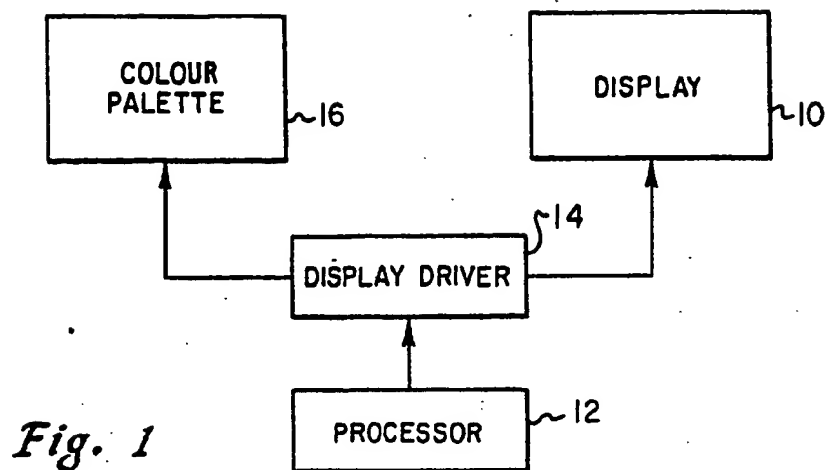 COLOUR
PALETTE
16
DISPLAY
10
14
DISPLAY DRIVER
PROCESSOR
12
Fig. 1